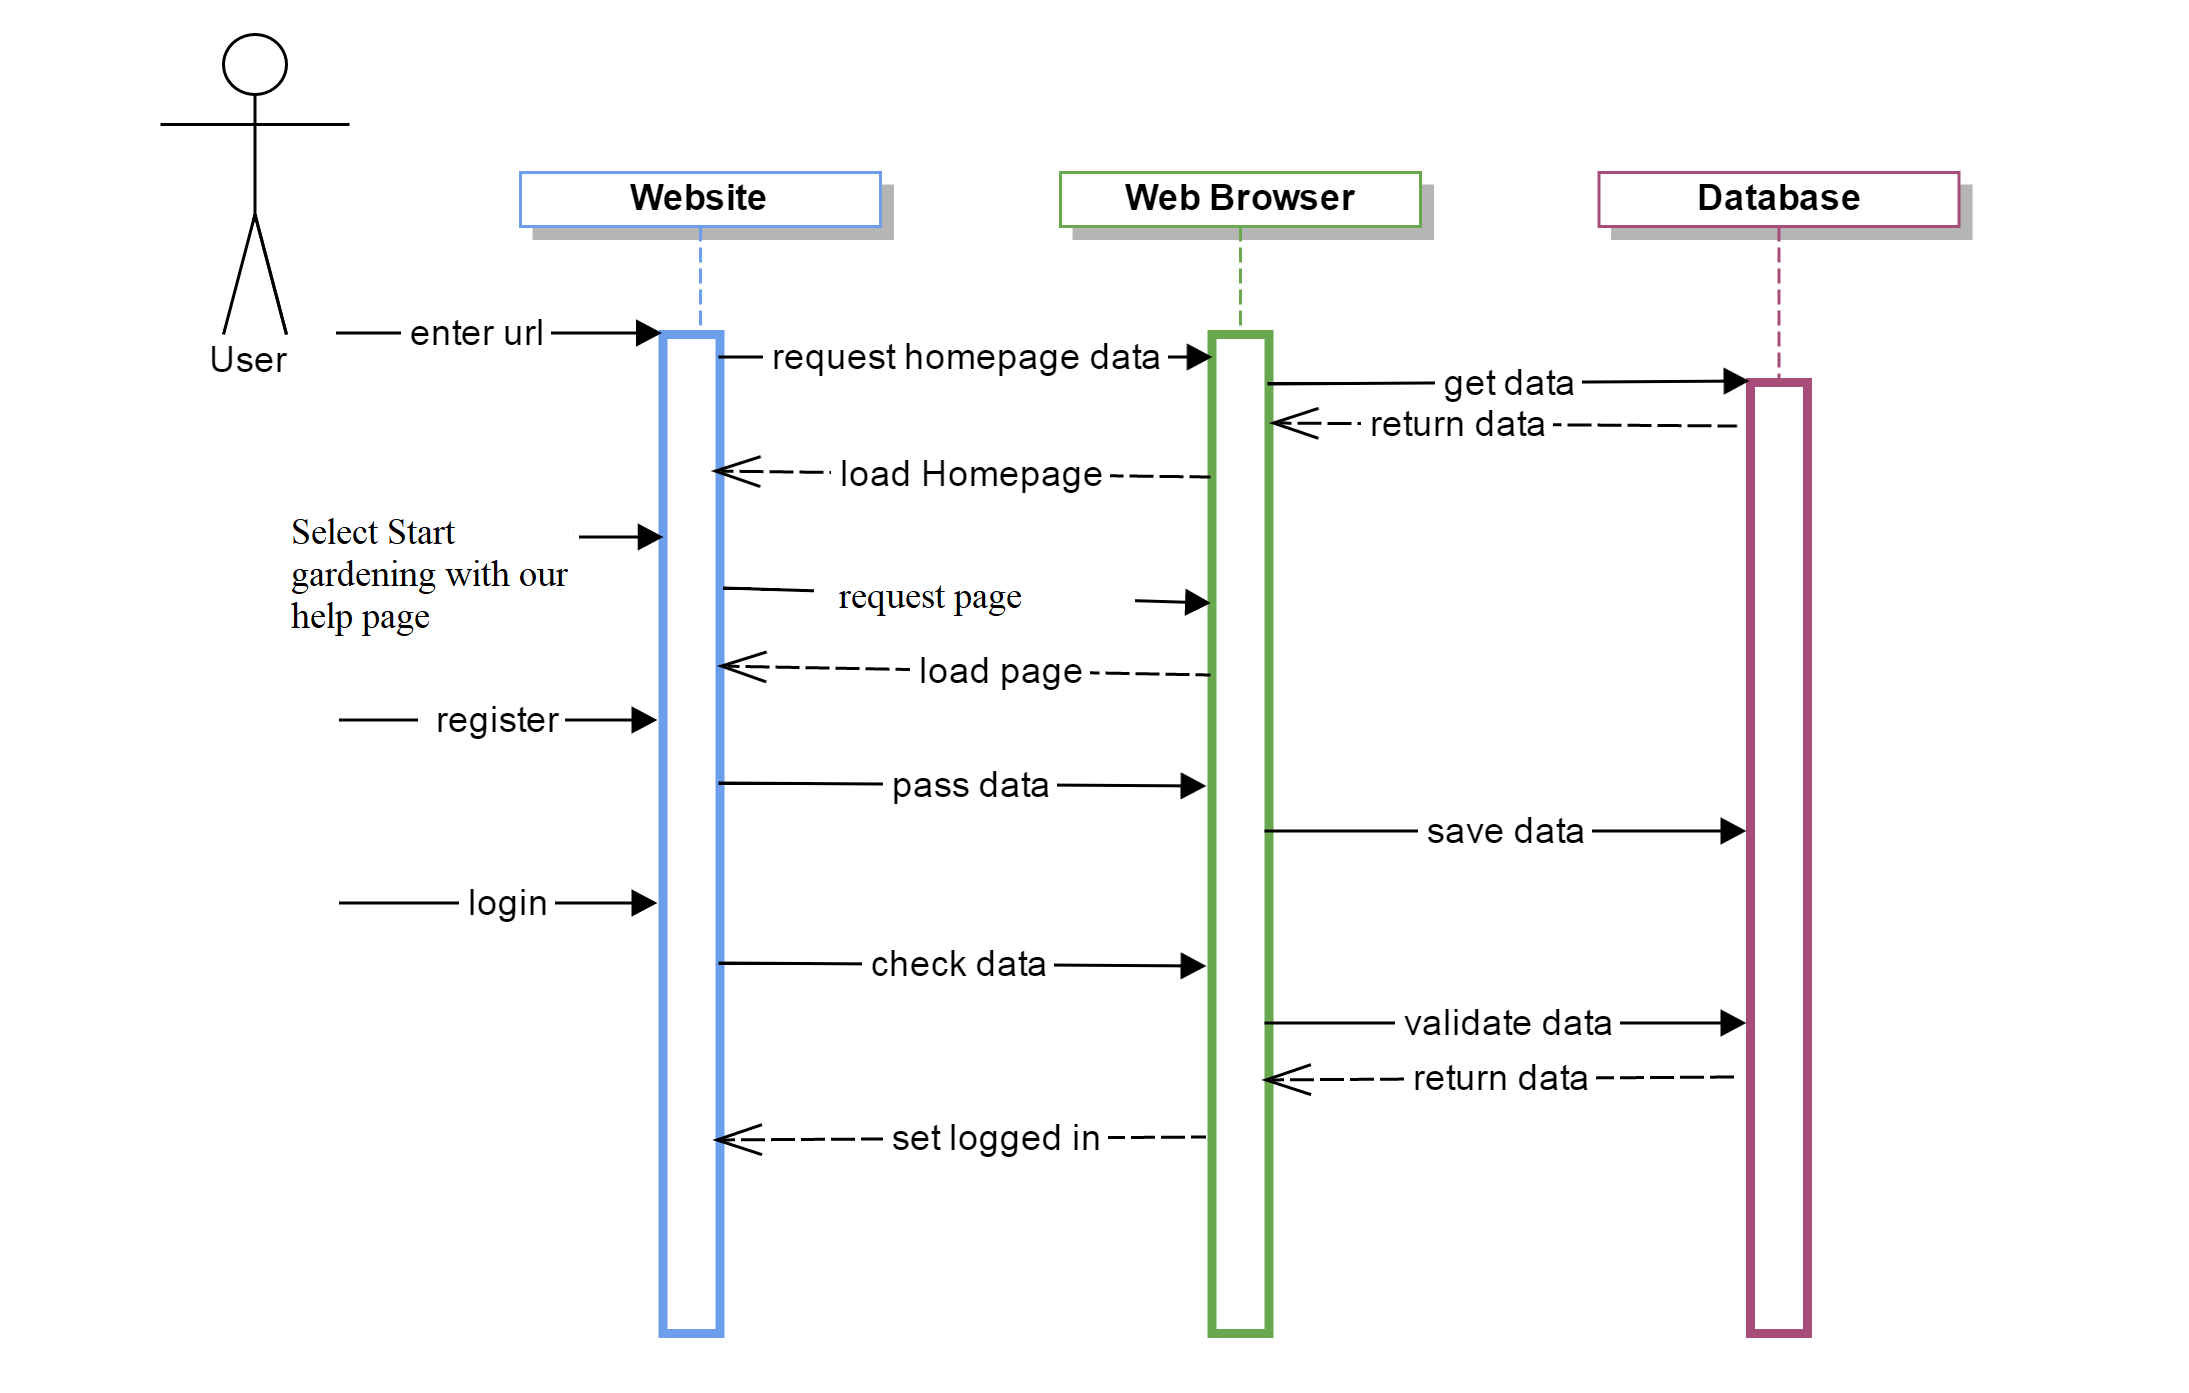 Website
Web Browser
Database
User
enter url
request homepage data
get data
return data
load Homepage
Select Start
gardening with our
help page
request page
load page
register
pass data
save data
login
check data
validate data
return data
set logged in